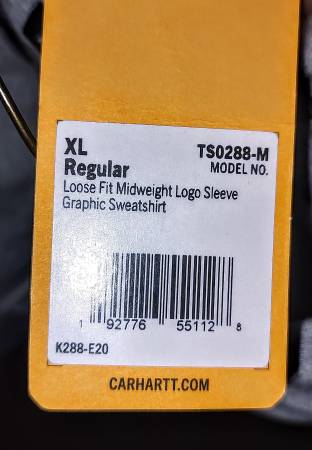 XL
TS0288-M
Regular
MODEL NO.
Loose Fit Midweight Logo Sleeve
Graphic Sweatshirt
1 92776 55112 8
K288-E20
CARHARTT.COM